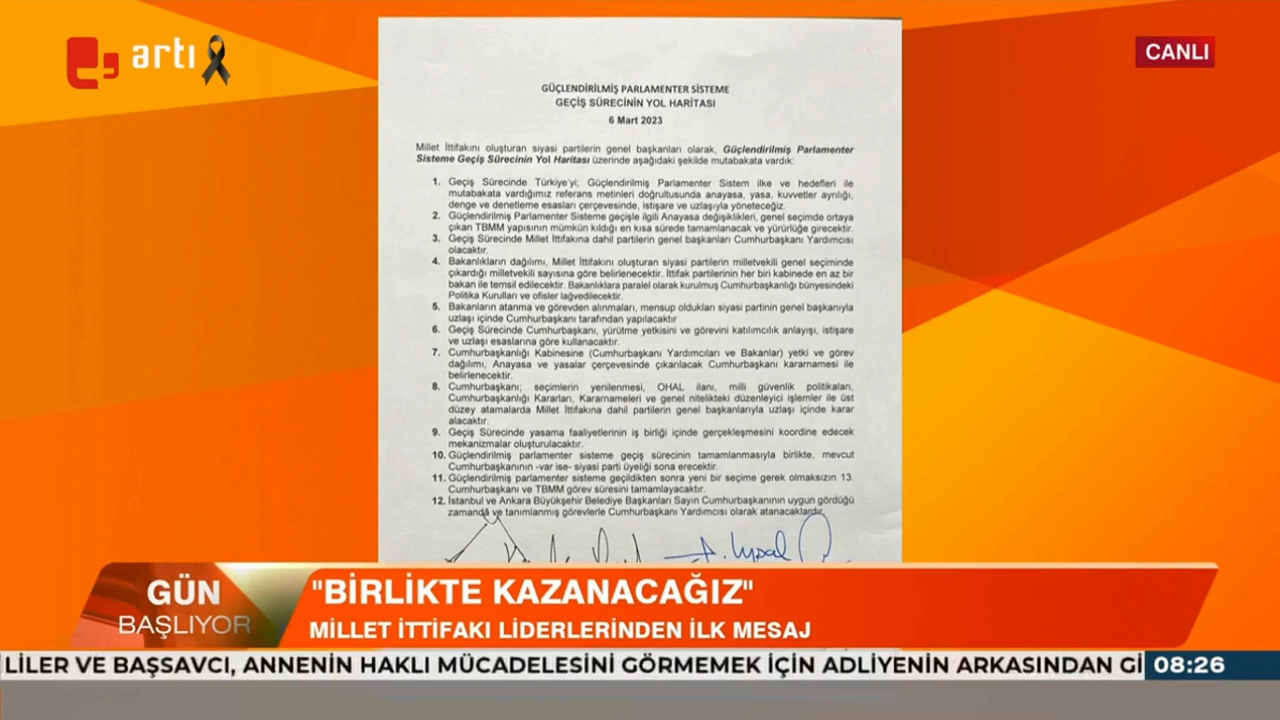 artı
CANLI
GÜÇLENDİRİLMİŞ PARLAMENTER SİSTEME
GEÇİŞ SÜRECİNİN YOL HARİTASI
6 Mart 2023
Millet İttifakını oluşturan siyasi partilerin genel başkanları olarak, Güçlendirilmiş Parlamenter
Sisteme Geçiş Sürecinin Yol Haritası üzerinde aşağıdaki şekilde mutabakata vardık:
1. Geçiş Sürecinde Türkiye'yi; Güçlendirilmiş Parlamenter Sistem ilke ve hedefleri ile
mutabakata vardığımız referans metinleri doğrultusunda anayasa, yasa, kuvvetler ayrılığı,
denge ve denetleme esasları çerçevesinde, istişare ve uzlaşıyla yöneteceğiz.
2. Güçlendirilmiş Parlamenter Sisteme geçişle ilgili Anayasa değişiklikleri, genel seçimde ortaya
çıkan TBMM yapısının mümkün kıldığı en kısa sürede tamamlanacak ve yürürlüğe girecektir.
3. Geçiş Sürecinde Millet İttifakına dahil partilerin genel başkanları Cumhurbaşkanı Yardımcısı
olacaktır.
4. Bakanlıkların dağılımı, Millet İttifakını oluşturan siyasi partilerin milletvekili genel seçiminde
çıkardığı milletvekili sayısına göre belirlenecektir. İttifak partilerinin her biri kabinede en az bir
bakan ile temsil edilecektir. Bakanlıklara paralel olarak kurulmuş Cumhurbaşkanlığı bünyesindeki
Politika Kurulları ve ofisler lağvedilecektir.
5. Bakanların atanma ve görevden alınmaları, mensup oldukları siyasi partinin genel başkanıyla
uzlaşı içinde Cumhurbaşkanı tarafından yapılacaktır
6. Geçiş Sürecinde Cumhurbaşkanı, yürütme yetkisini ve görevini katılımcılık anlayışı, istişare
ve uzlaşı esaslarına göre kullanacaktır.
7. Cumhurbaşkanlığı Kabinesine (Cumhurbaşkanı Yardımcıları ve Bakanlar) yetki ve görev
dağılımı, Anayasa ve yasalar çerçevesinde çıkarılacak Cumhurbaşkanı kararnamesi ile
belirlenecektir.
8. Cumhurbaşkanı; seçimlerin yenilenmesi, OHAL ilanı, milli güvenlik politikaları,
Cumhurbaşkanlığı Kararları, Kararnameleri ve genel nitelikteki düzenleyici işlemler ile üst
düzey atamalarda Millet İttifakına dahil partilerin genel başkanlarıyla uzlaşı içinde karar
alacaktır.
9. Geçiş Sürecinde yasama faaliyetlerinin iş birliği içinde gerçekleşmesini koordine edecek
mekanizmalar oluşturulacaktır.
10. Güçlendirilmiş parlamenter sisteme geçiş sürecinin tamamlanmasıyla birlikte, mevcut
Cumhurbaşkanının -var ise- siyasi parti üyeliği sona erecektir.
11. Güçlendirilmiş parlamenter sisteme geçildikten sonra yeni bir seçime gerek olmaksızın 13.
Cumhurbaşkanı ve TBMM görev süresini tamamlayacaktır.
12. İstanbul ve Ankara Büyükşehir Belediye Başkanları Sayın Cumhurbaşkanının uygun gördüğü
zamanda ve tanımlanmış görevlerle Cumhurbaşkanı Yardımcısı olarak atanacaklardır.
GÜN
BAŞLIYOR
"BİRLİKTE KAZANACAĞIZ"
MİLLET İTTİFAKI LİDERLERİNDEN İLK MESAJ
LİLER VE BAŞSAVCI, ANNENİN HAKLI MÜCADELESİNİ GÖRMEMEK İÇİN ADLİYENİN ARKASINDAN Gİ
08:26